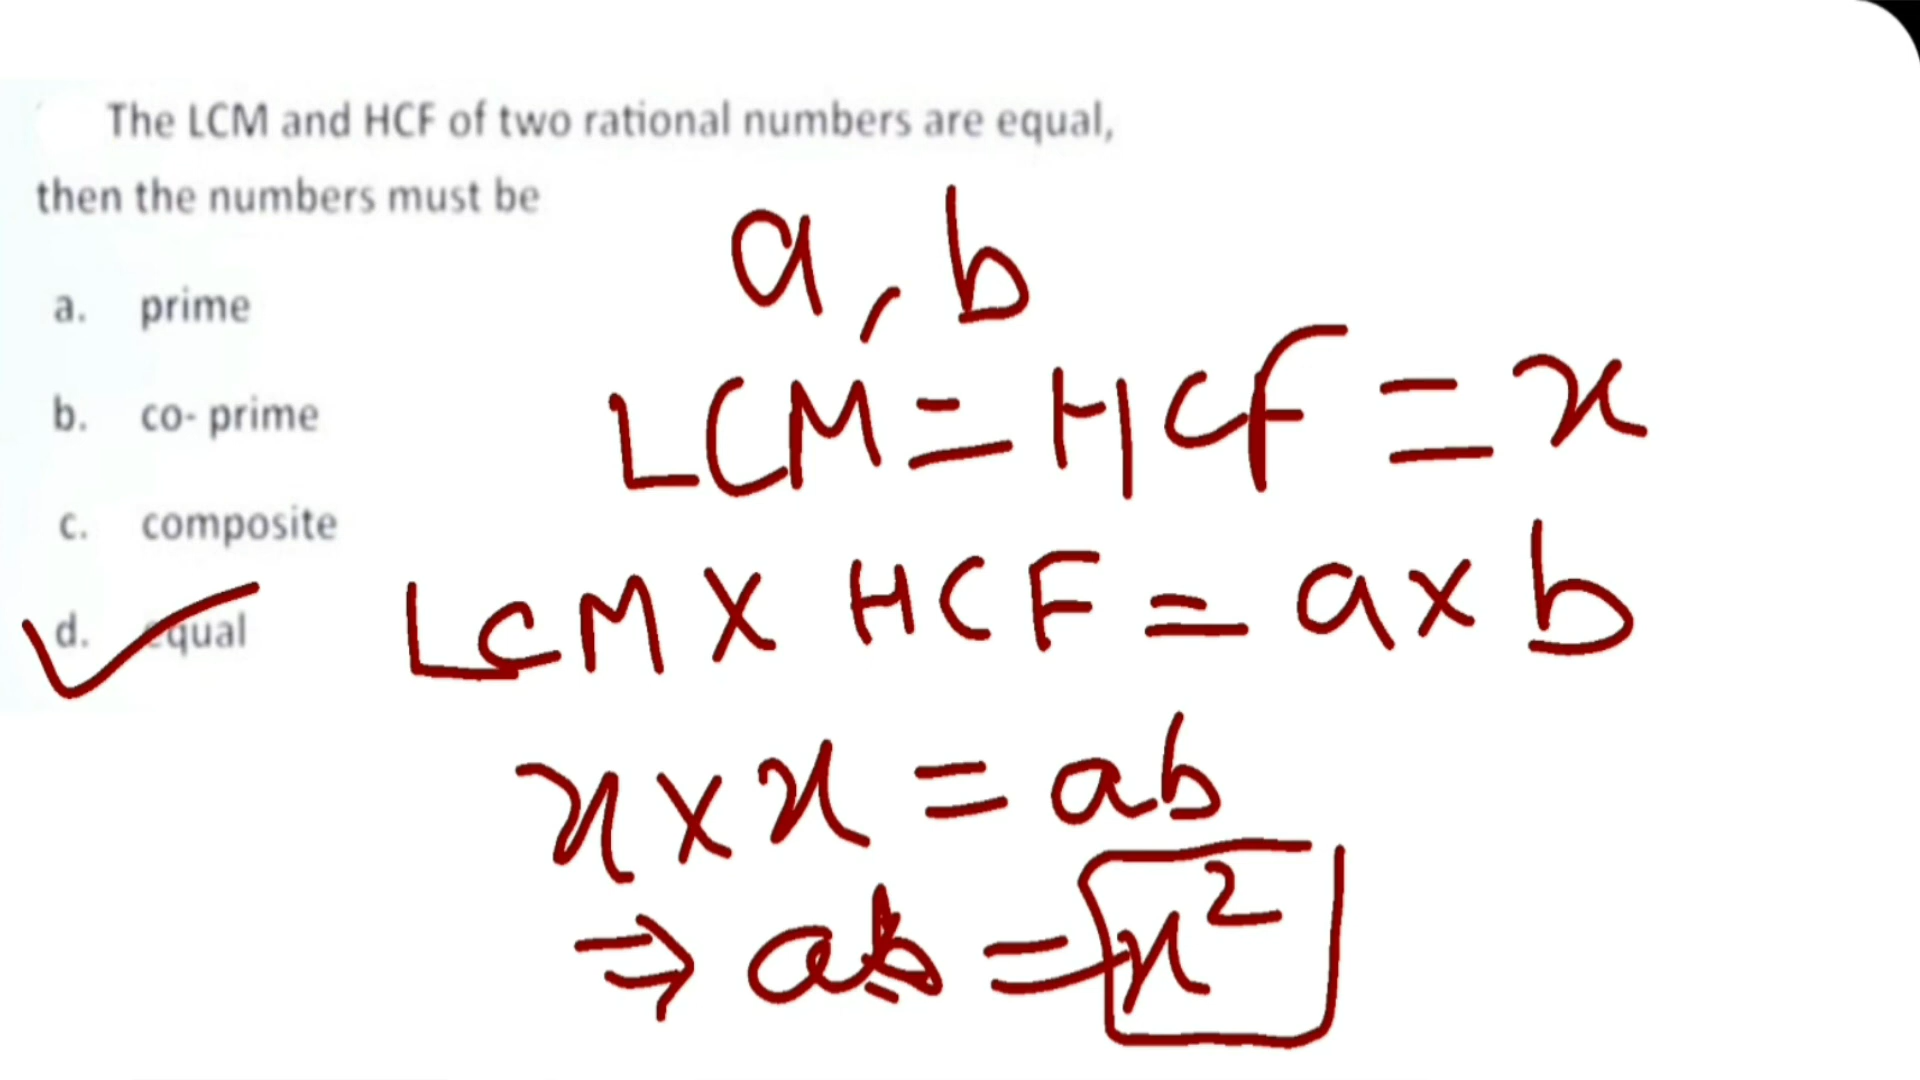 The LCM and HCF of two rational numbers are equal,
then the numbers must be
a. prime
b. co- prime
c. composite
d. equal
a, b
LCM = HCF = x
LCM X HCF = a x b
x x x = ab
⇒ ab = x²